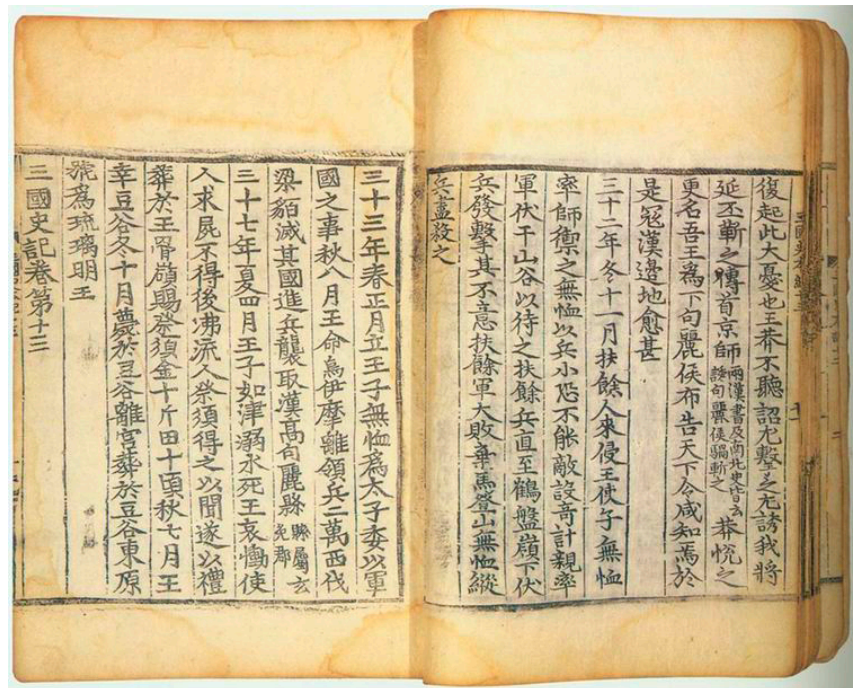 復起此大憂也王莽不聽詔尤擊之尤誘我將
延丕斬之傳首京師兩漢書及南北史皆云誘句麗侯騶斬之莽悅之
更名吾王爲下句麗侯布告天下令咸知焉於
是寇漢邊地愈甚
三十二年冬十一月扶餘人來侵王使子無恤
率師禦之無恤以兵小恐不能敵設奇計親率
軍伏于山谷以待之扶餘兵直至鶴盤嶺下伏
兵發擊其不意扶餘軍大敗棄馬登山無恤縱
兵盡殺之
三十三年春正月立王子無恤爲太子委以軍
國之事秋八月王命烏伊摩離領兵二萬西伐
梁貊滅其國進兵襲取漢高句麗縣縣屬玄菟郡
三十七年夏四月王子如津溺水死王哀慟使
人求屍不得後沸流人祭須得之以聞遂以禮
葬於王骨嶺賜祭須金十斤田十頃秋七月王
幸豆谷冬十月薨於豆谷離宮葬於豆谷東原
號爲琉璃明王
三國史記卷第十三